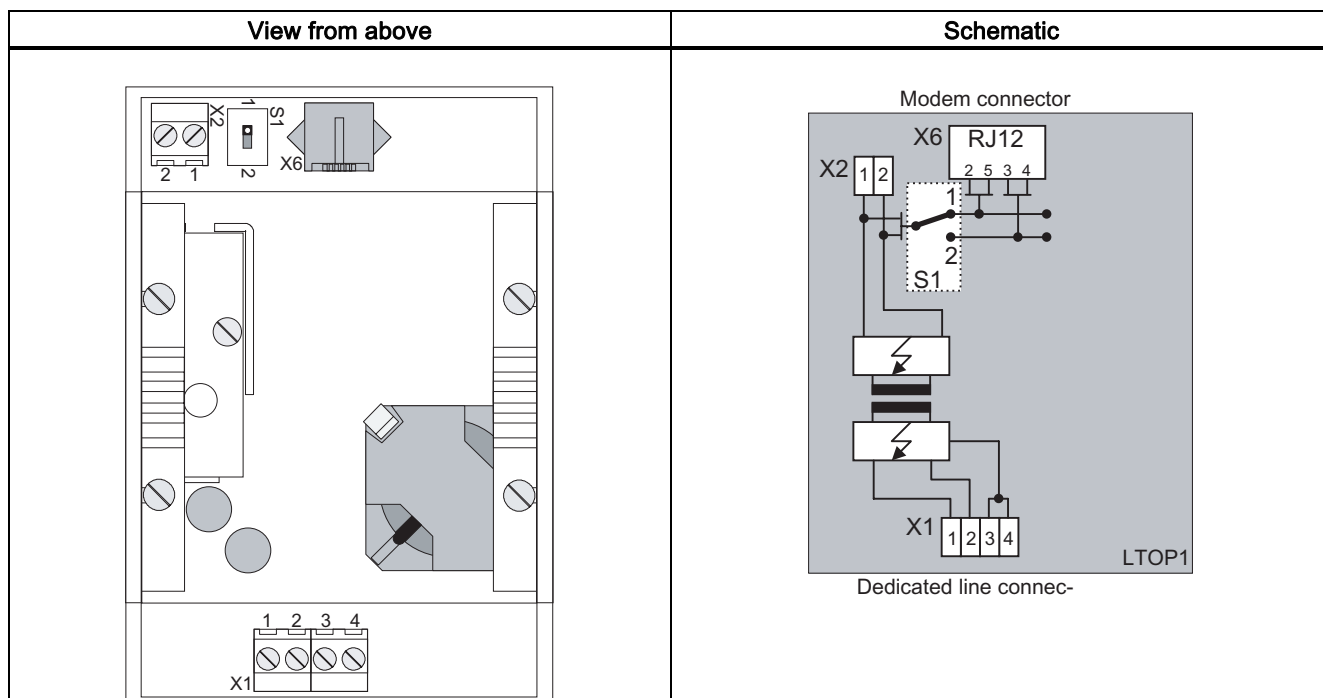 View from above
Schematic
1
X2
S1
X6
2 1
2
1 2 3 4
X1
Modem connector
X6 RJ12
X2 1 2
2 5 3 4
1
2
S1
X1 1 2 3 4
LTOP1
Dedicated line connec-